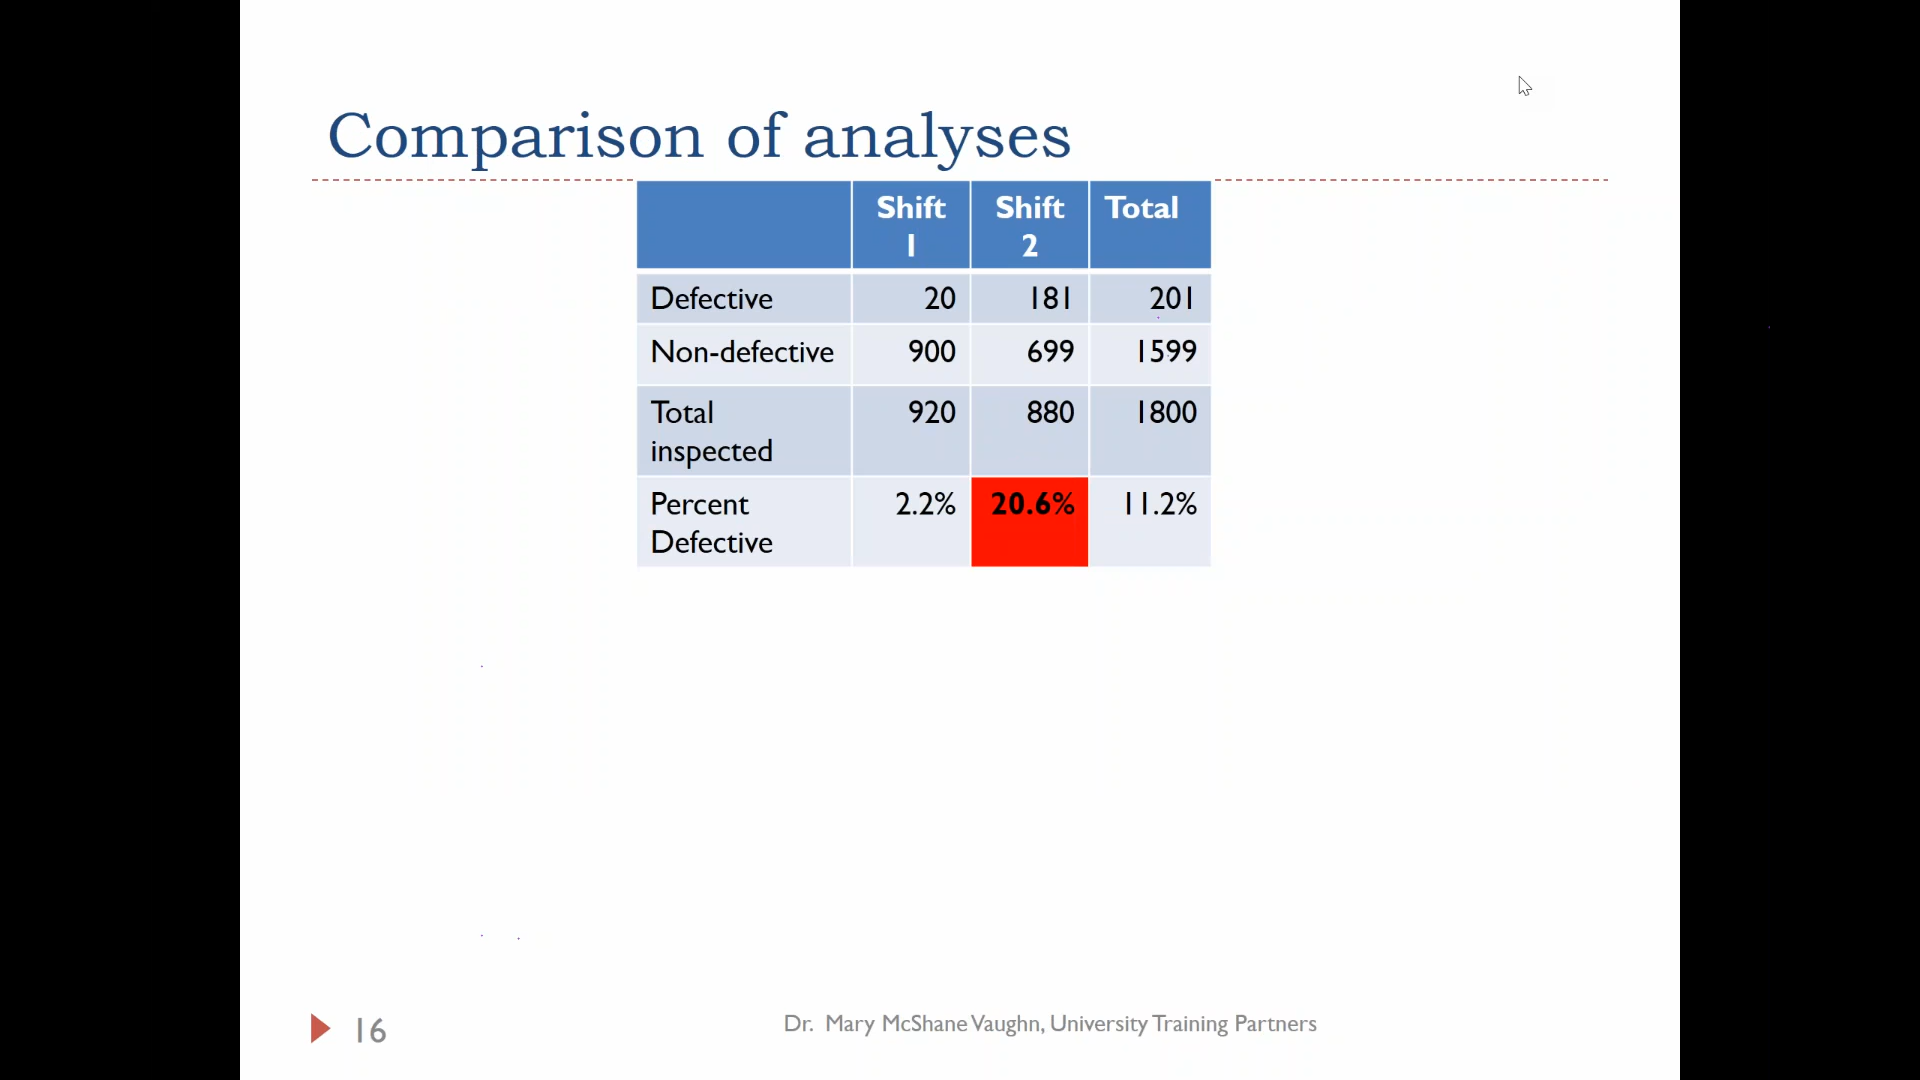 Comparison of analyses
Shift 1 Shift 2 Total
Defective 20 181 201
Non-defective 900 699 1599
Total inspected 920 880 1800
Percent Defective 2.2% 20.6% 11.2%
16 Dr. Mary McShane Vaughn, University Training Partners